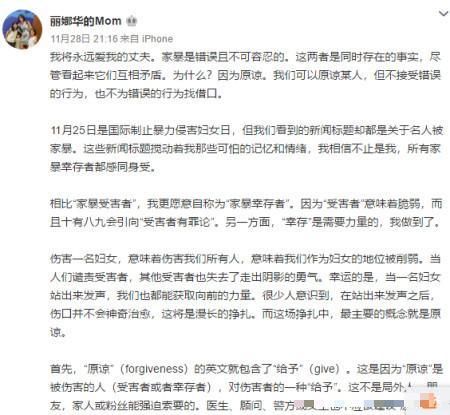 丽娜华的Mom
11月28日 21:16 来自 iPhone
我将永远爱我的丈夫。家暴是错误且不可容忍的。这两者是同时存在的事实，尽
管看起来它们互相矛盾。为什么？因为原谅。我们可以原谅某人，但不接受错误
的行为，也不为错误的行为找借口。
11月25日是国际制止暴力侵害妇女日，但我们看到的新闻标题却都是关于名人被
家暴。这些新闻标题搅动着我那些可怕的记忆和情绪，我相信不止是我，所有家
暴幸存者都感同身受。
相比“家暴受害者”，我更愿意自称为“家暴幸存者”。因为“受害者”意味着脆弱，而
且十有八九会引向“受害者有罪论”。另一方面，“幸存”是需要力量的，我做到了。
伤害一名妇女，意味着伤害我们所有人，意味着我们作为妇女的地位被削弱。当
人们谴责受害者，其他受害者也失去了走出阴影的勇气。幸运的是，当一名妇女
站出来发声，我们也都能获取向前的力量。很少人意识到，在站出来发声之后，
伤口并不会神奇治愈，这将是漫长的挣扎。而这场挣扎中，最主要的概念就是原
谅。
首先，“原谅”（forgiveness）的英文就包含了“给予”（give）。这是因为“原谅”是
被伤害的人（受害者或者幸存者），对伤害者的一种“给予”。这不是局外人、朋
友，家人或粉丝能强迫索要的。医生、顾问、警方